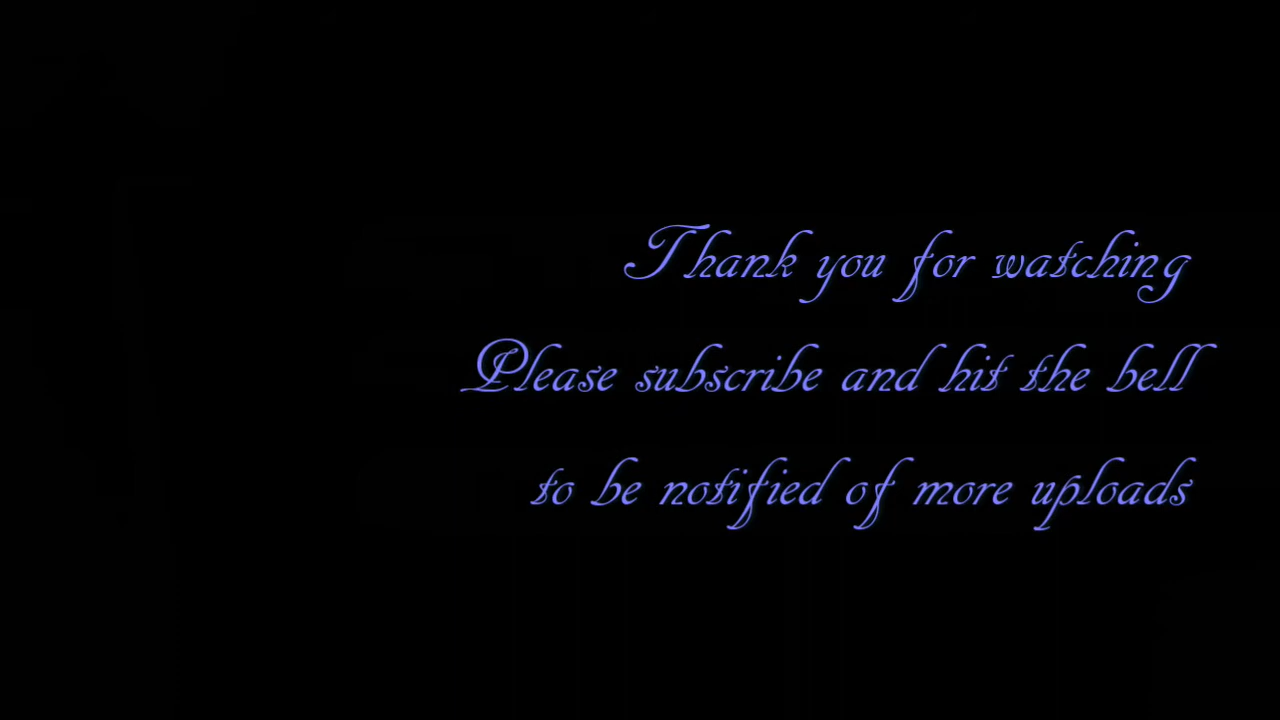 Thank you for watching
Please subscribe and hit the bell
to be notified of more uploads